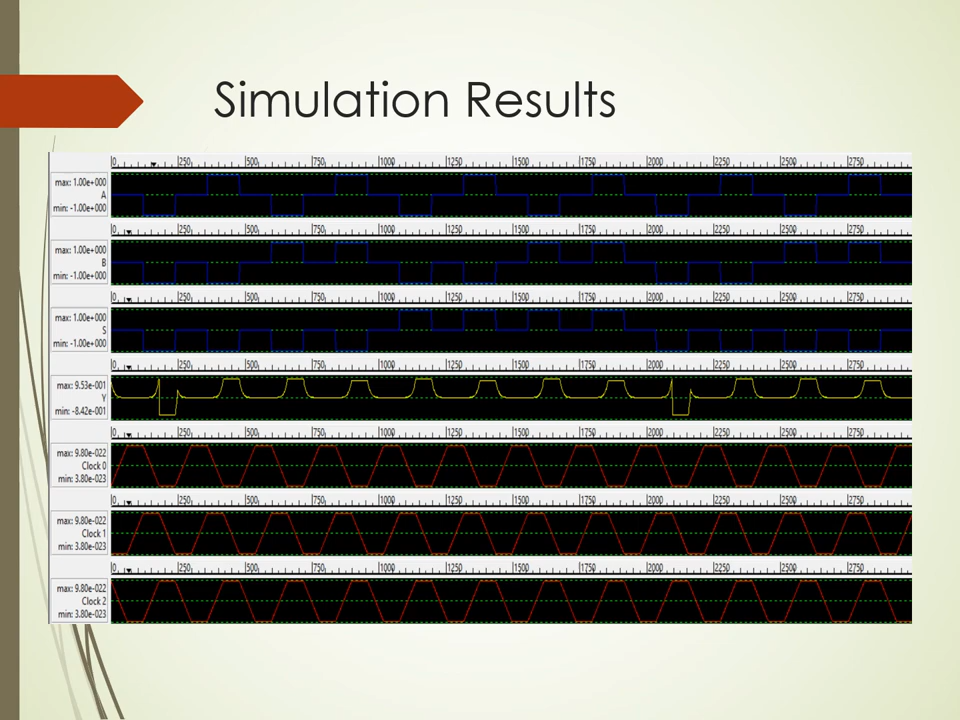 Simulation Results
0 250 500 750 1000 1250 1500 1750 2000 2250 2500 2750
max: 1.00e+000
A
min: -1.00e+000
0 250 500 750 1000 1250 1500 1750 2000 2250 2500 2750
max: 1.00e+000
B
min: -1.00e+000
0 250 500 750 1000 1250 1500 1750 2000 2250 2500 2750
max: 1.00e+000
S
min: -1.00e+000
0 250 500 750 1000 1250 1500 1750 2000 2250 2500 2750
max: 9.53e-001
Y
min: -8.42e-001
0 250 500 750 1000 1250 1500 1750 2000 2250 2500 2750
max: 9.80e-022
Clock 0
min: 3.80e-023
0 250 500 750 1000 1250 1500 1750 2000 2250 2500 2750
max: 9.80e-022
Clock 1
min: 3.80e-023
0 250 500 750 1000 1250 1500 1750 2000 2250 2500 2750
max: 9.80e-022
Clock 2
min: 3.80e-023